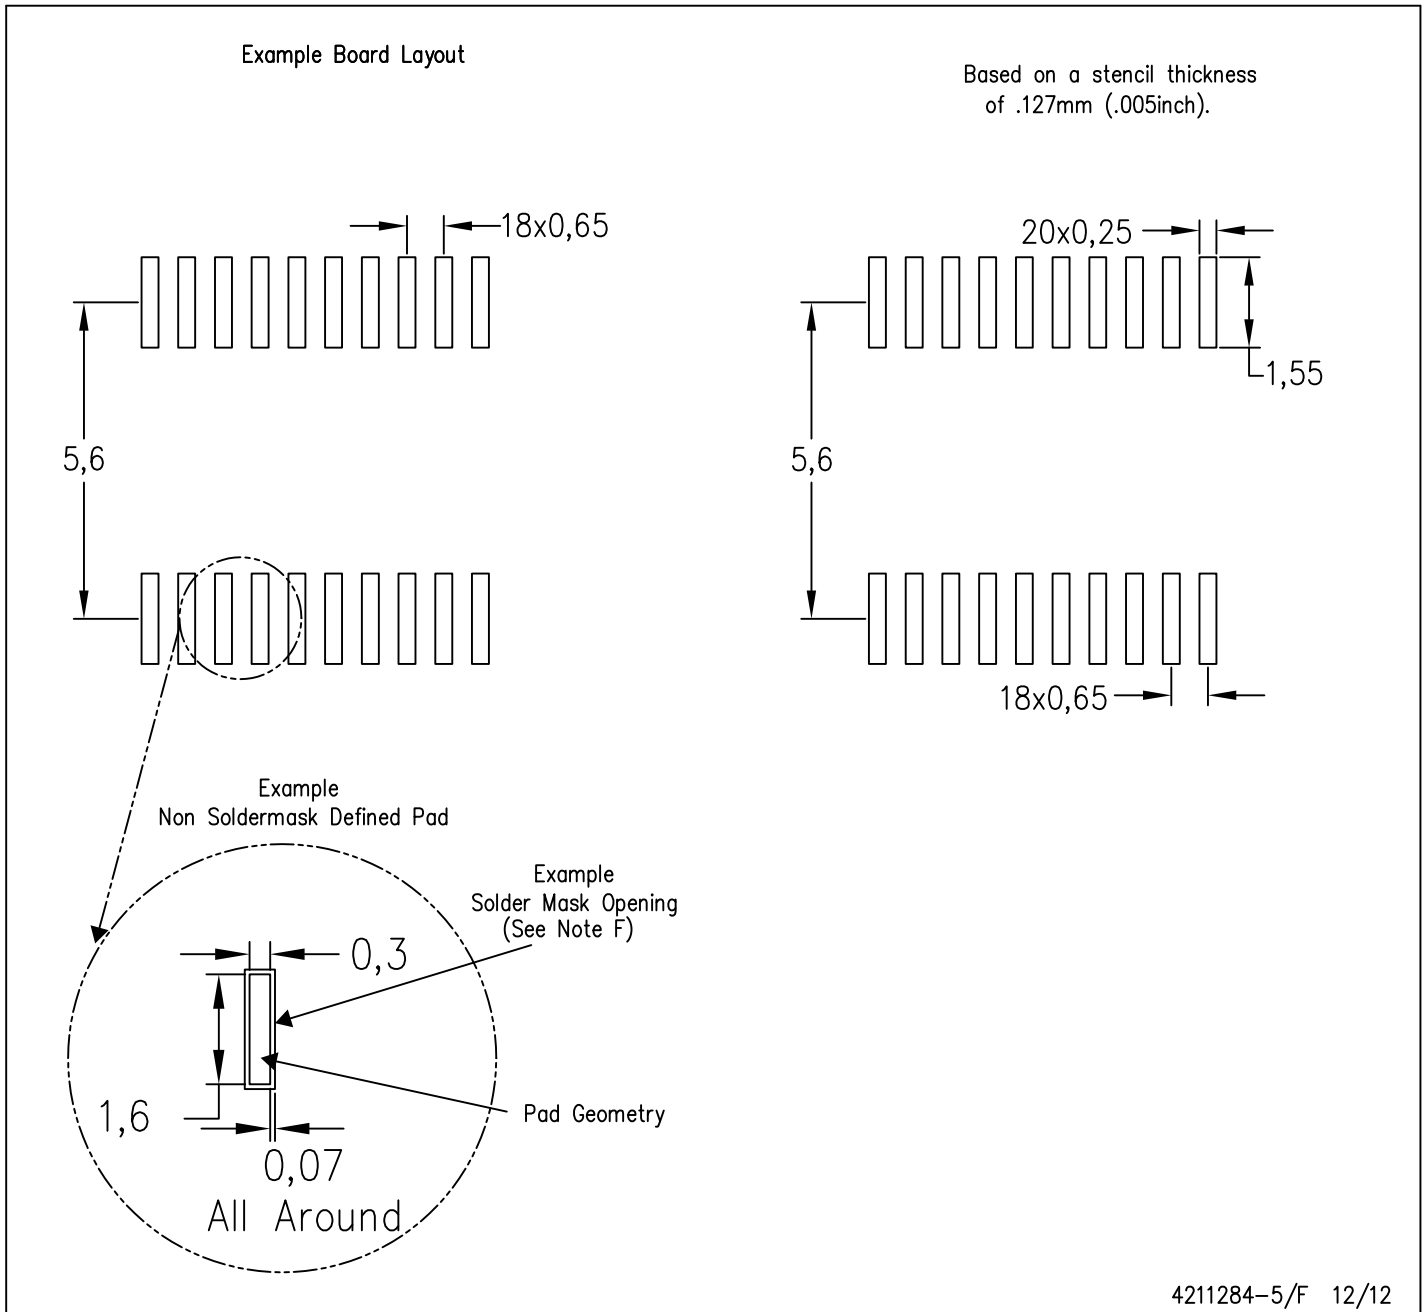 Example Board Layout
Based on a stencil thickness
of .127mm (.005inch).
18x0,65
20x0,25
1,55
5,6
5,6
18x0,65
Example
Non Soldermask Defined Pad
Example
Solder Mask Opening
(See Note F)
0,3
1,6
Pad Geometry
0,07
All Around
4211284-5/F 12/12